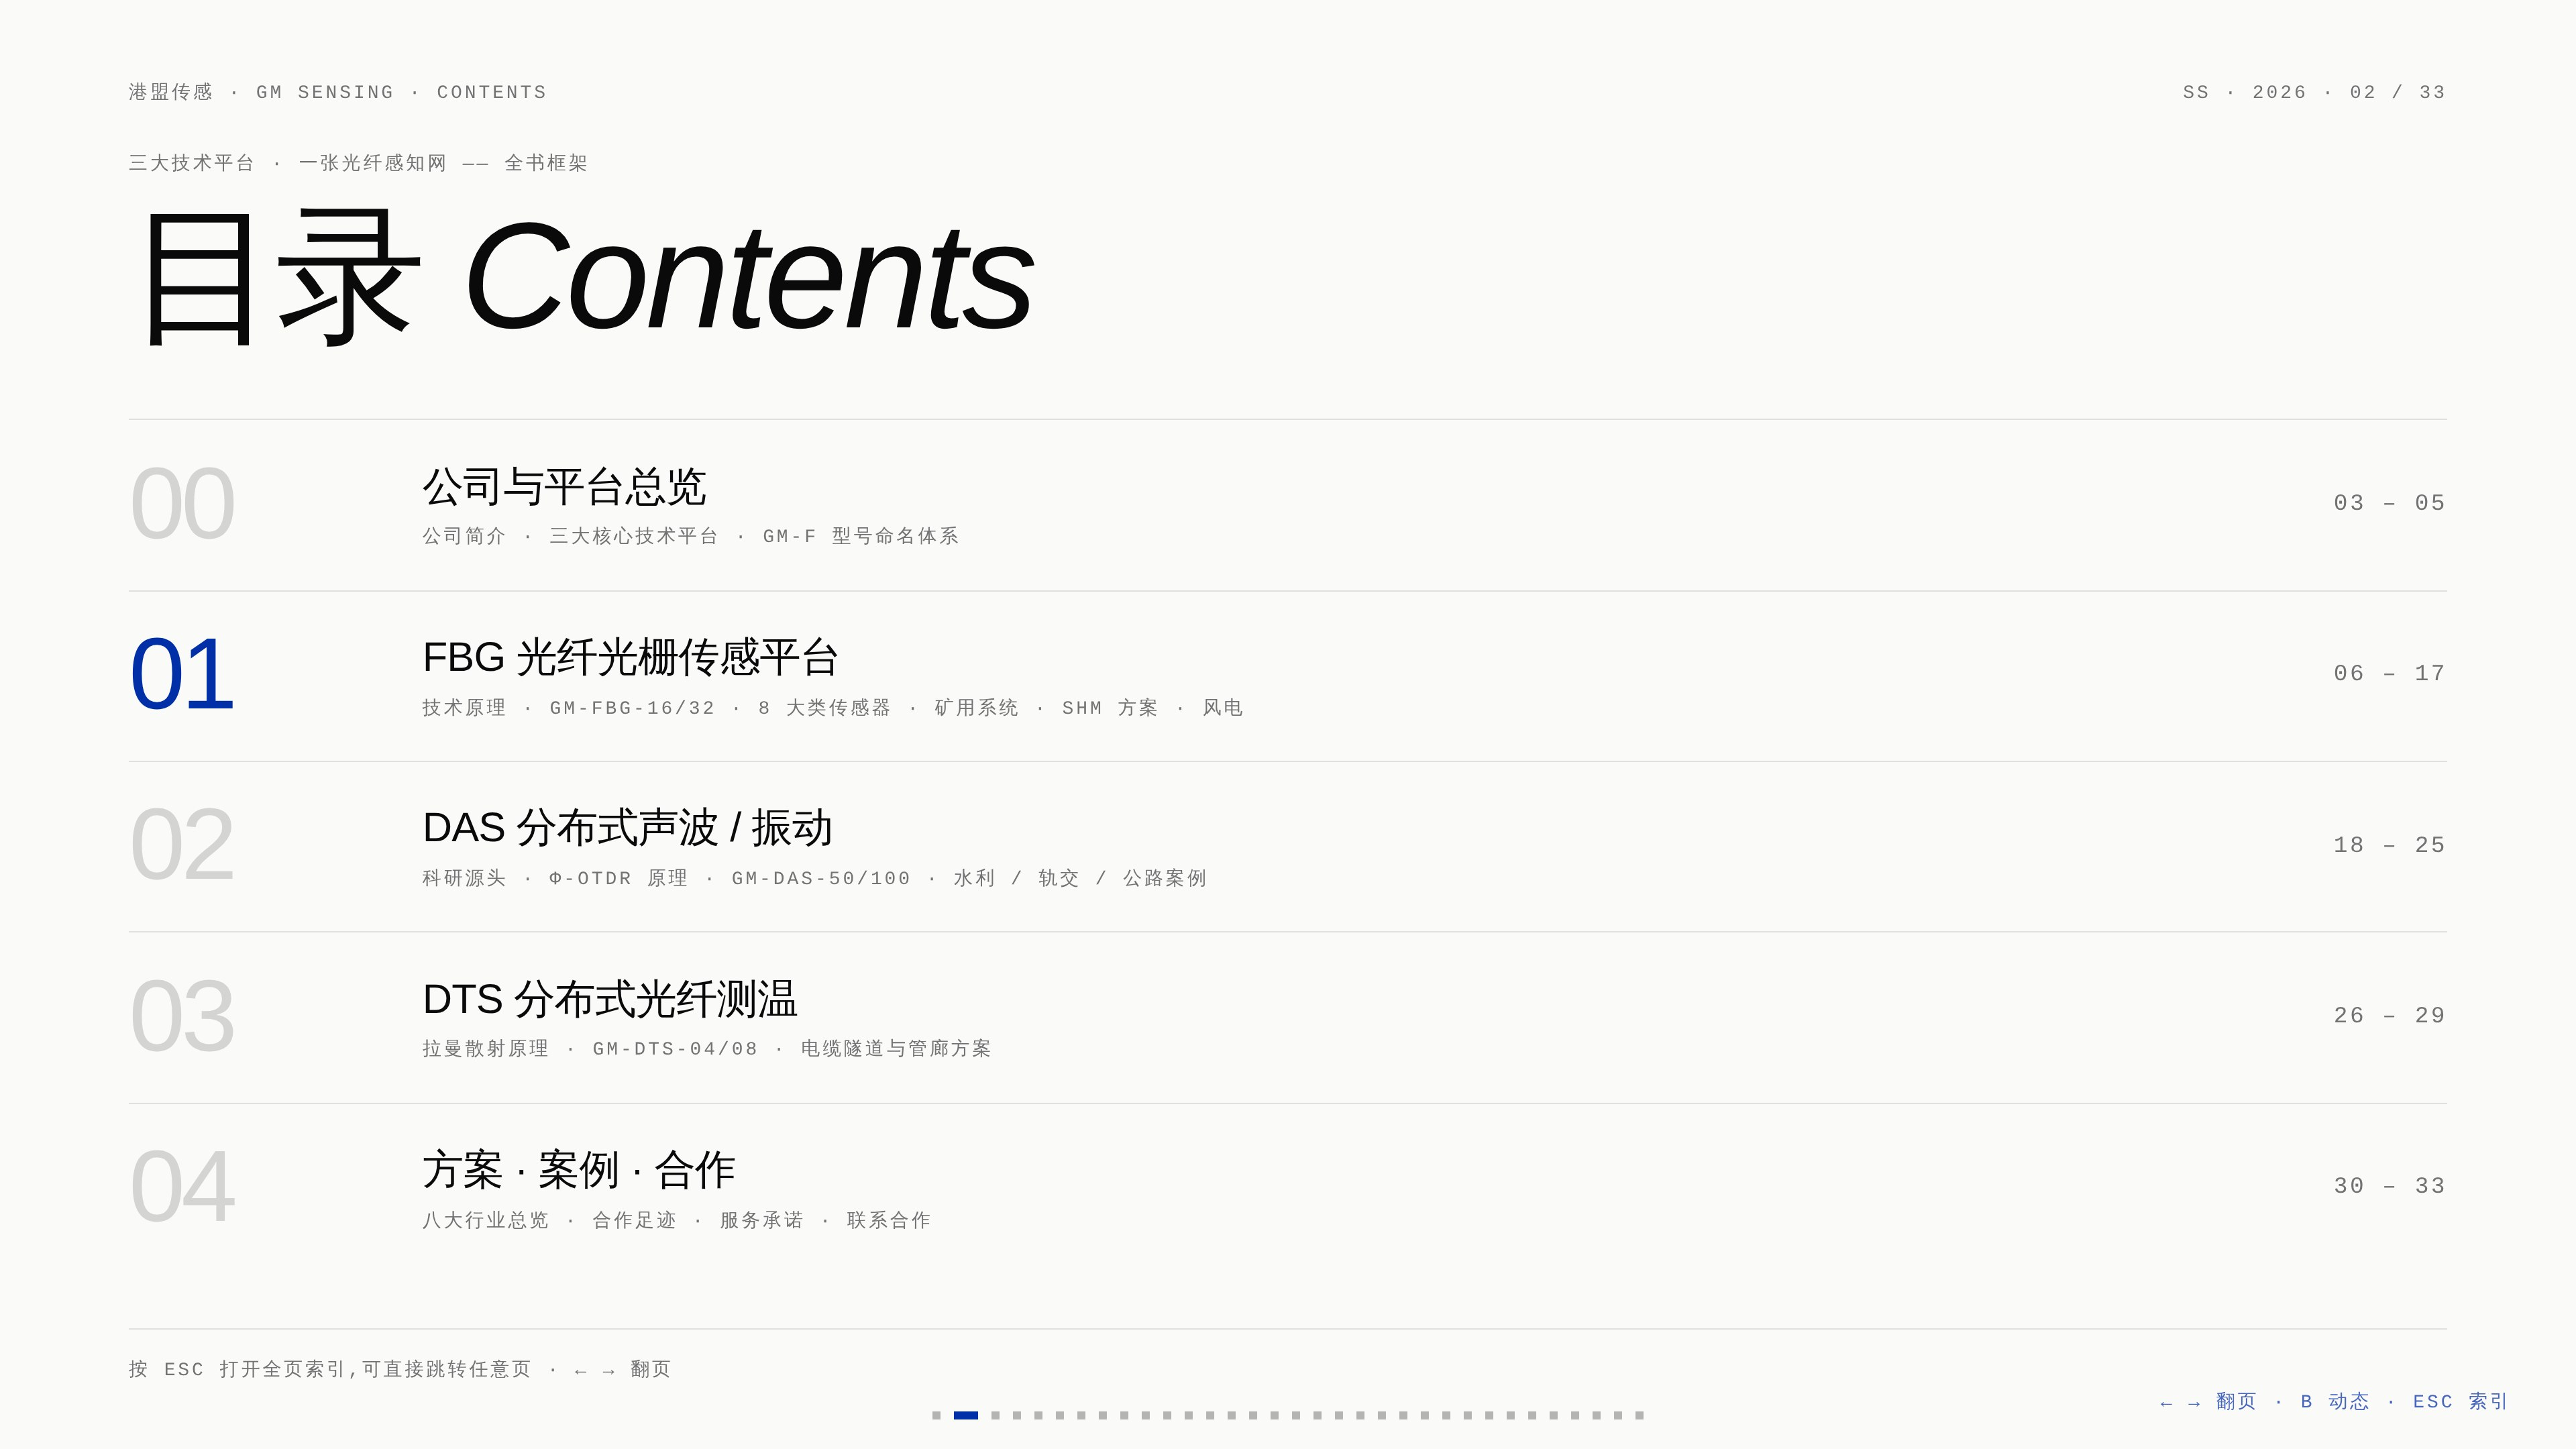 港盟传感 · GM SENSING · CONTENTS
SS · 2026 · 02 / 33
三大技术平台 · 一张光纤感知网 —— 全书框架
目录 Contents
00
公司与平台总览
公司简介 · 三大核心技术平台 · GM-F 型号命名体系
03 – 05
01
FBG 光纤光栅传感平台
技术原理 · GM-FBG-16/32 · 8 大类传感器 · 矿用系统 · SHM 方案 · 风电
06 – 17
02
DAS 分布式声波 / 振动
科研源头 · Φ-OTDR 原理 · GM-DAS-50/100 · 水利 / 轨交 / 公路案例
18 – 25
03
DTS 分布式光纤测温
拉曼散射原理 · GM-DTS-04/08 · 电缆隧道与管廊方案
26 – 29
04
方案 · 案例 · 合作
八大行业总览 · 合作足迹 · 服务承诺 · 联系合作
30 – 33
按 ESC 打开全页索引,可直接跳转任意页 · ← → 翻页
← → 翻页 · B 动态 · ESC 索引